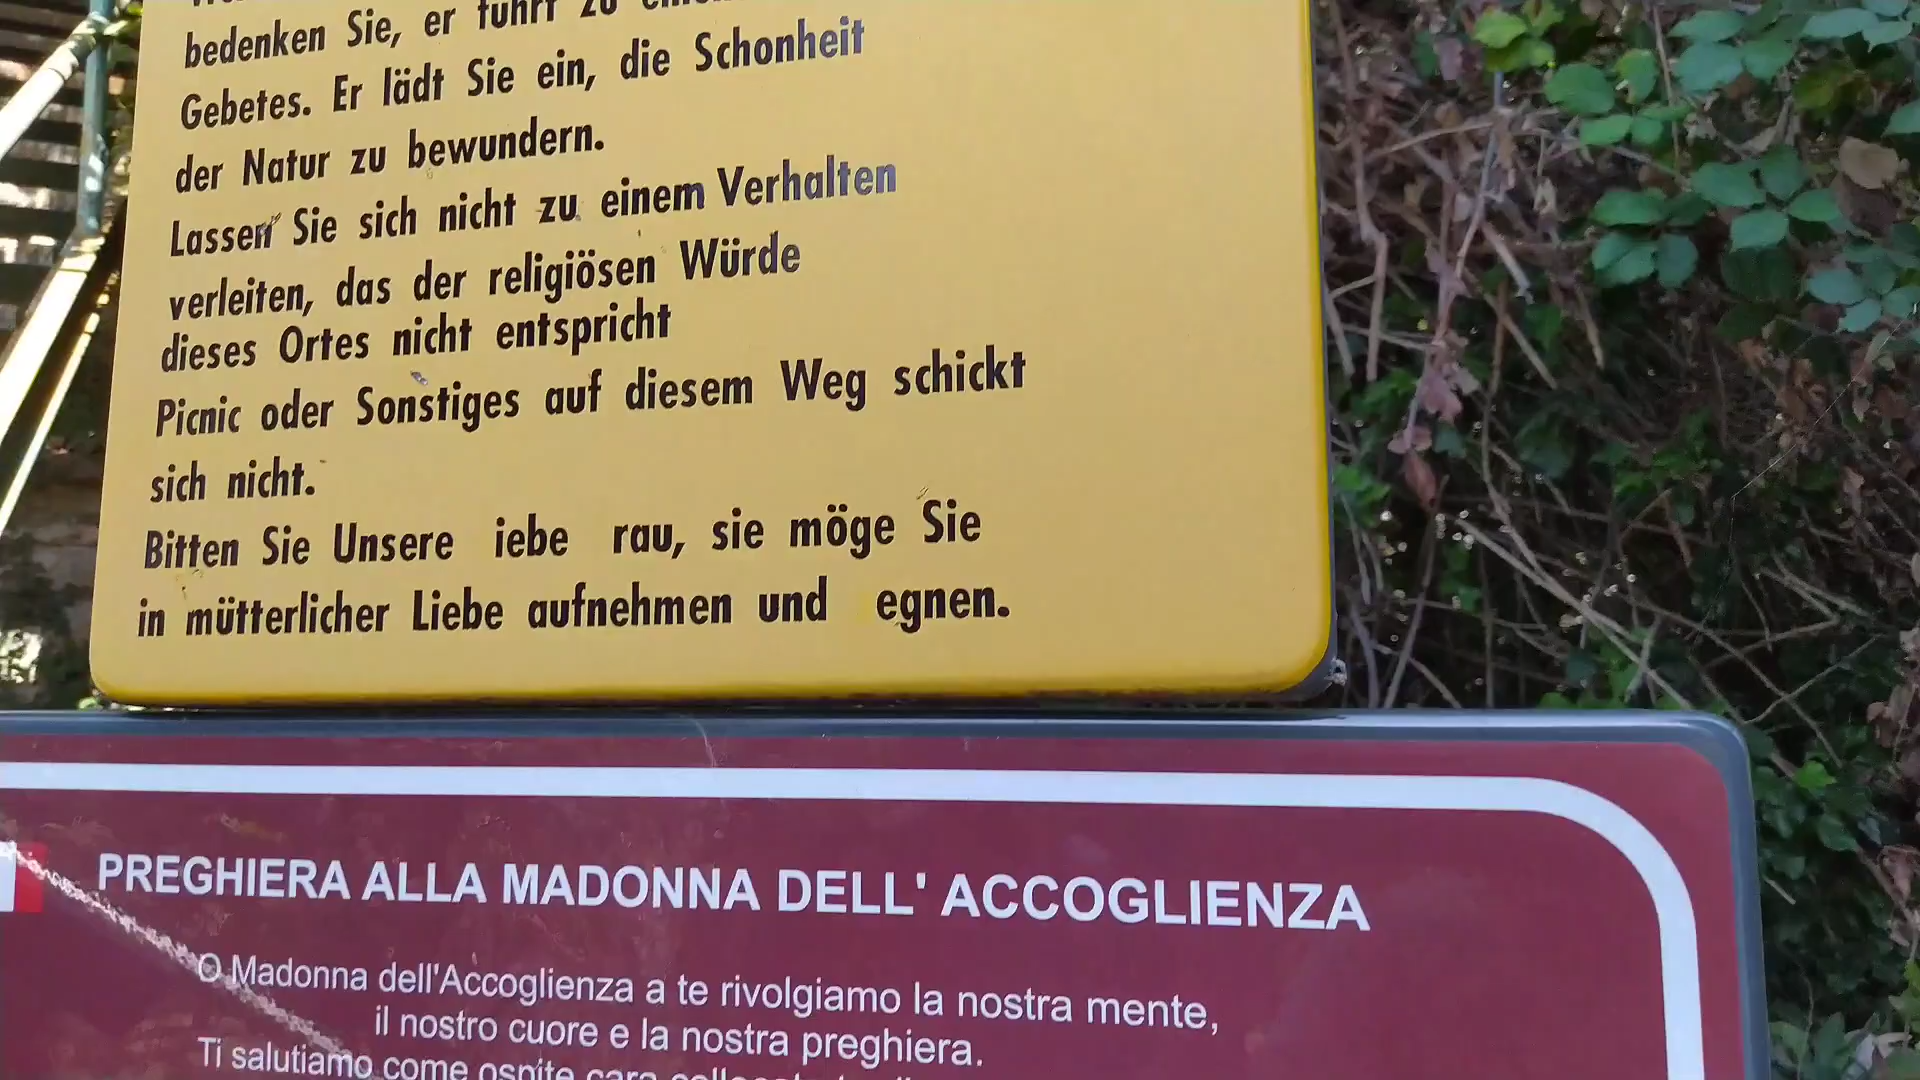 bedenken Sie, er führt zu
Gebetes. Er lädt Sie ein, die Schonheit
der Natur zu bewundern.
Lassen Sie sich nicht zu einem Verhalten
verleiten, das der religiösen Würde
dieses Ortes nicht entspricht
Picnic oder Sonstiges auf diesem Weg schickt
sich nicht.
Bitten Sie Unsere iebe rau, sie möge Sie
in mütterlicher Liebe aufnehmen und egnen.
PREGHIERA ALLA MADONNA DELL' ACCOGLIENZA
O Madonna dell'Accoglienza a te rivolgiamo la nostra mente,
il nostro cuore e la nostra preghiera.
Ti salutiamo come ospite cara